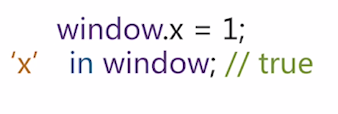 window.x = 1;
‘x’ in window; // true